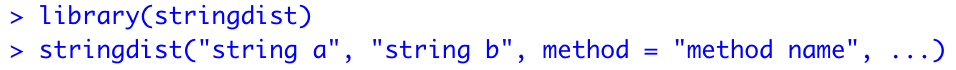 > library(stringdist)
> stringdist("string a", "string b", method = "method name", ...)